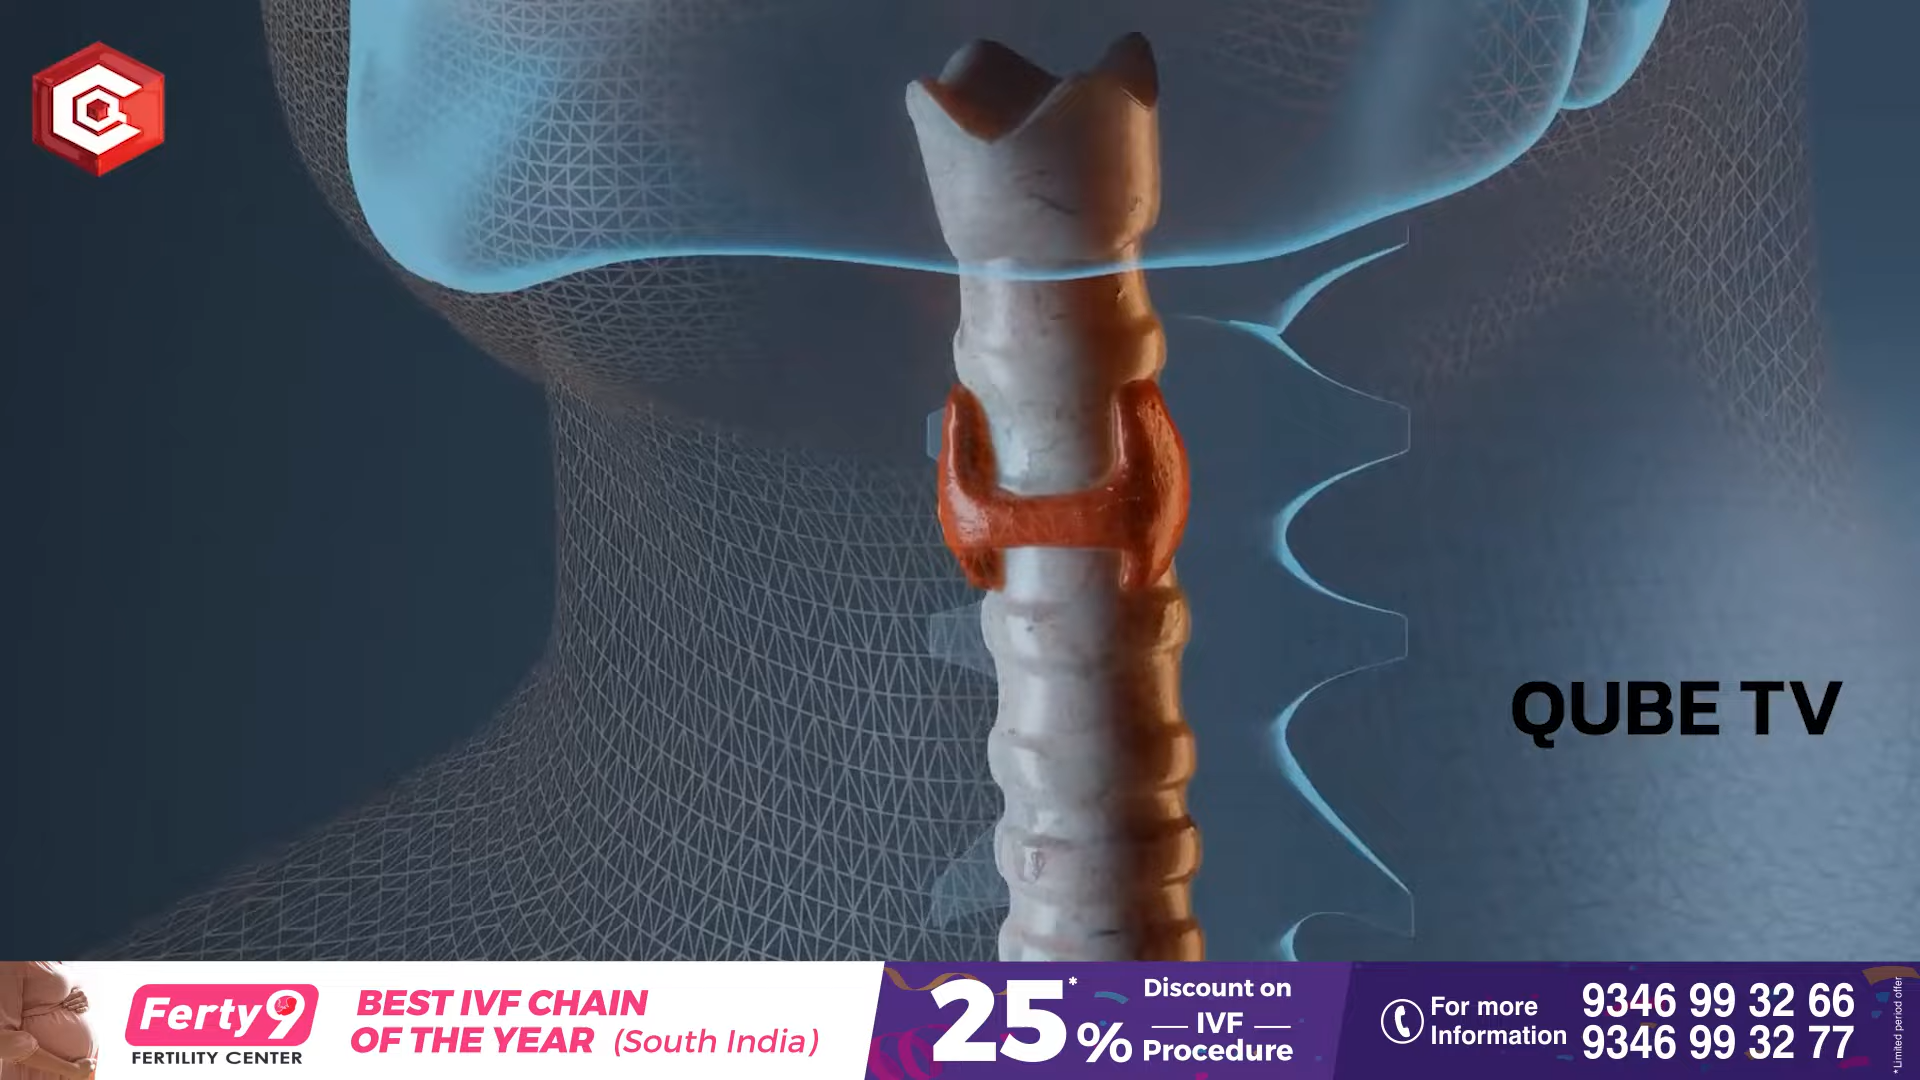 QUBE TV
Ferty9
FERTILITY CENTER
BEST IVF CHAIN
OF THE YEAR (South India)
25%*
Discount on
IVF
Procedure
For more
Information
9346 99 32 66
9346 99 32 77
*Limited period offer